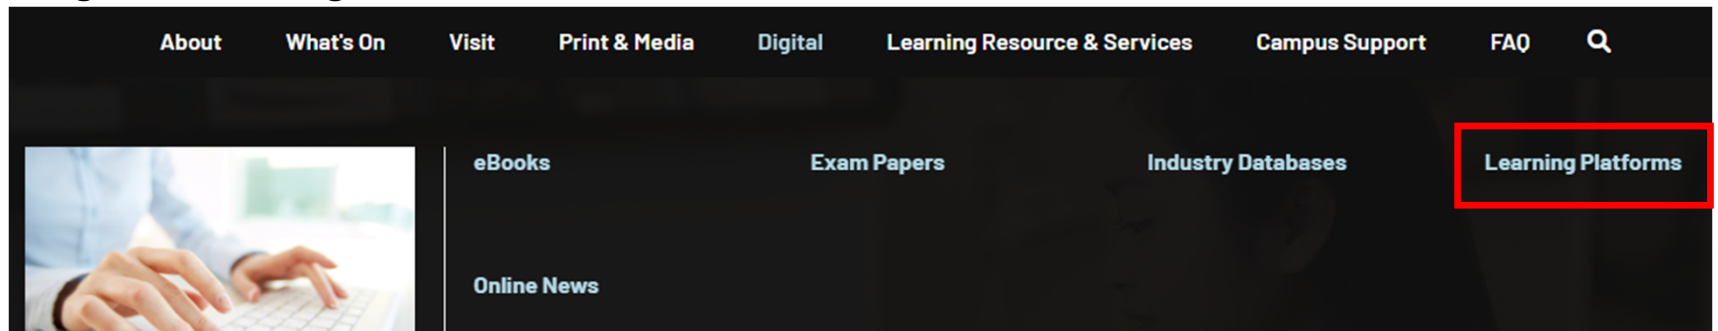 About What's On Visit Print & Media Digital Learning Resource & Services Campus Support FAQ
eBooks Exam Papers Industry Databases Learning Platforms
Online News